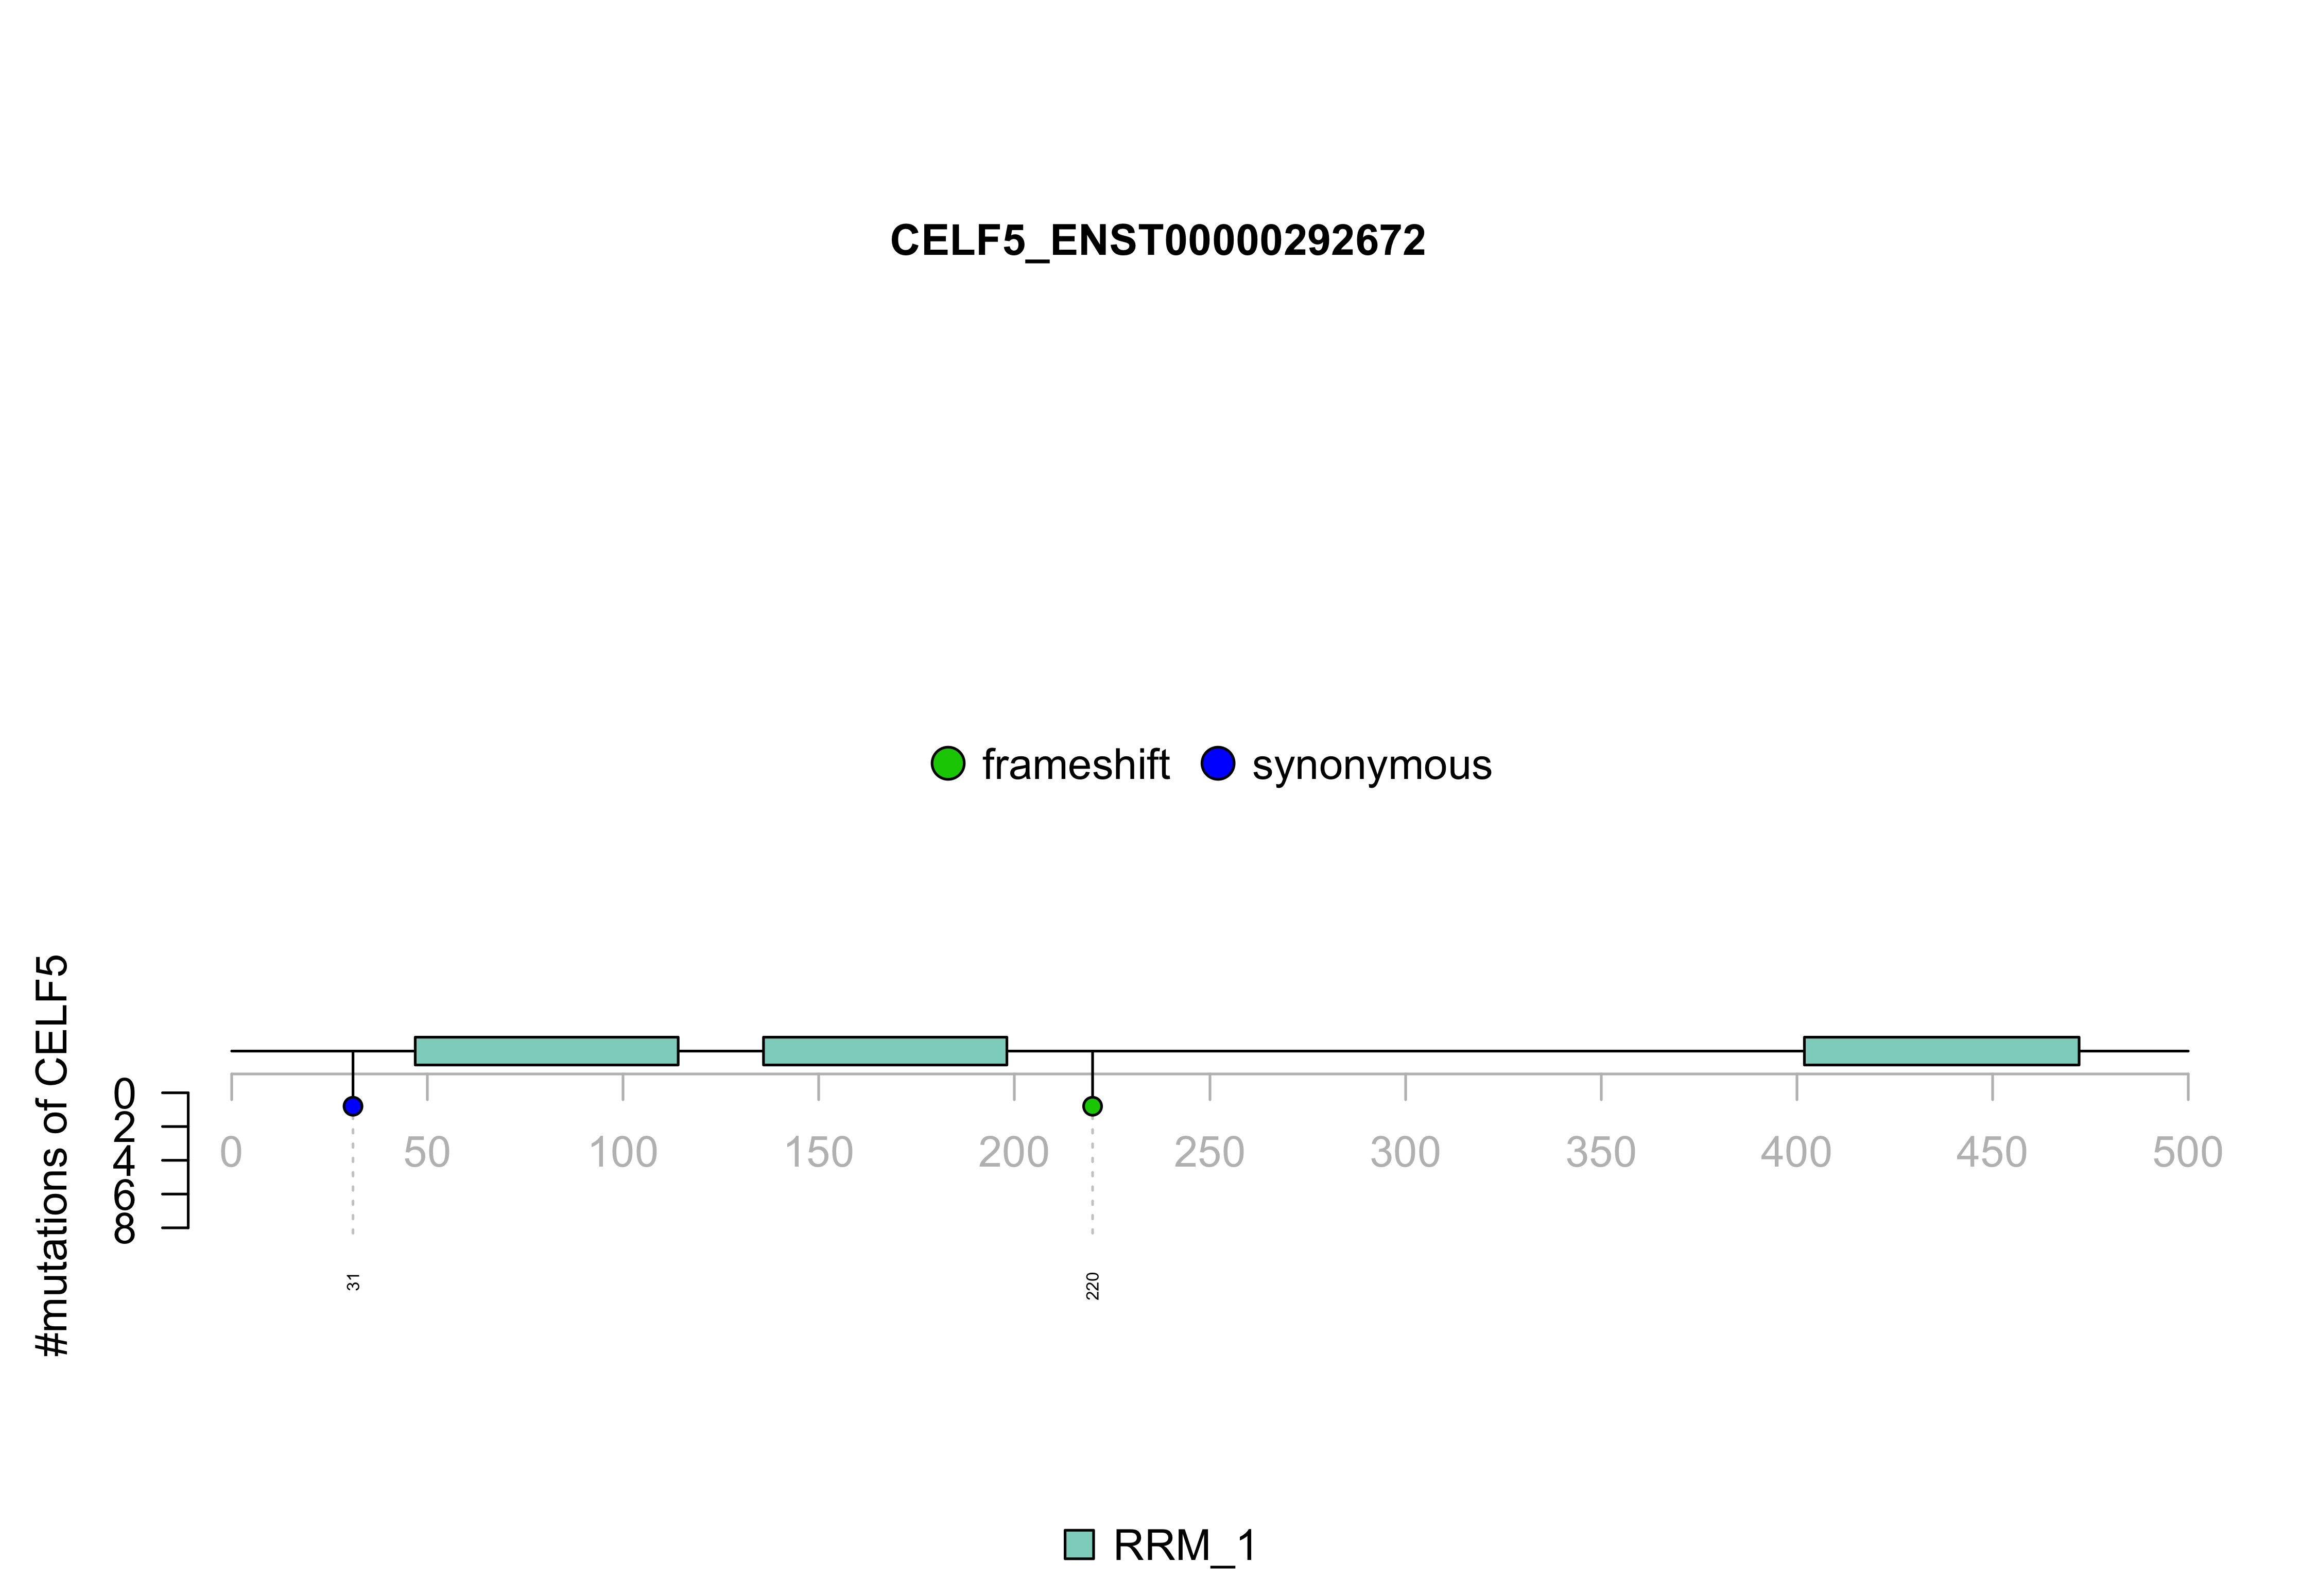 CELF5_ENST00000292672
frameshift synonymous
#mutations of CELF5
0
2
4
6
8
0 50 100 150 200 250 300 350 400 450 500
31 220
RRM_1